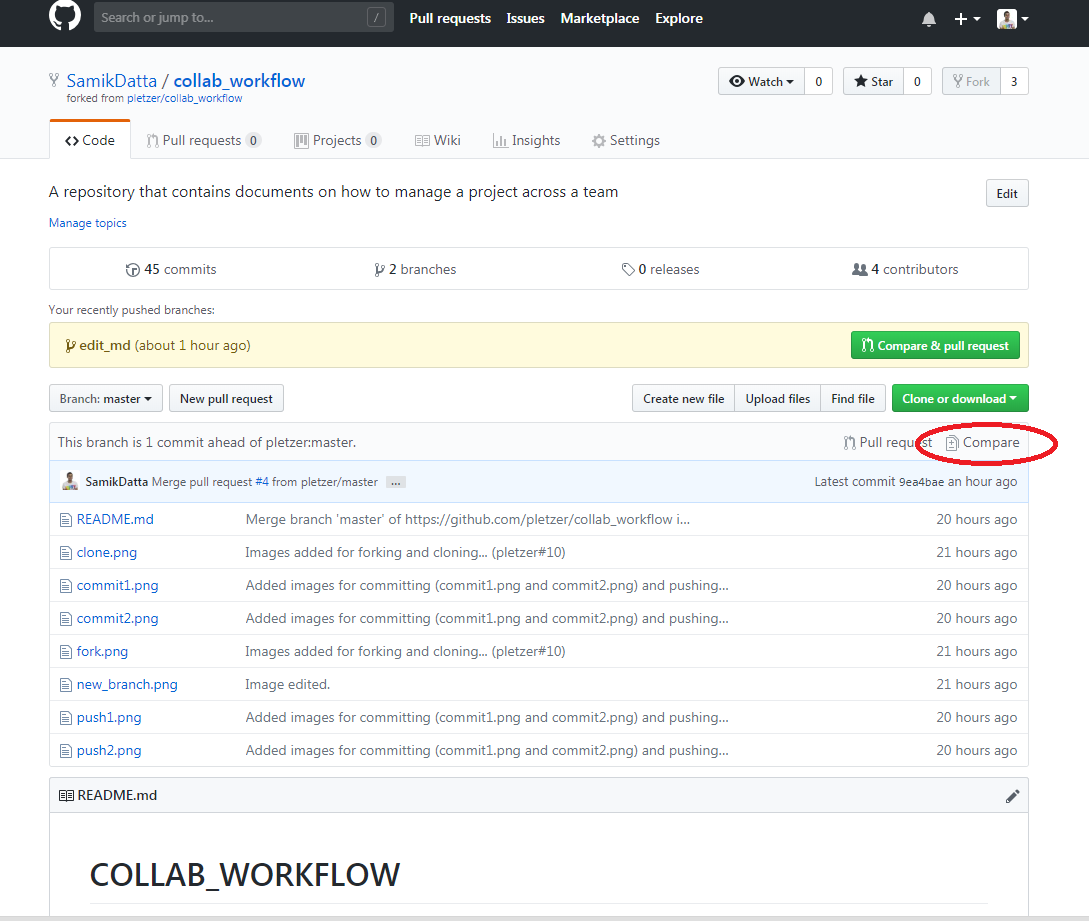 Search or jump to... / Pull requests Issues Marketplace Explore
SamikDatta / collab_workflow Watch 0 Star 0 Fork 3
forked from pletzer/collab_workflow
Code Pull requests 0 Projects 0 Wiki Insights Settings
A repository that contains documents on how to manage a project across a team Edit
Manage topics
45 commits 2 branches 0 releases 4 contributors
Your recently pushed branches:
edit_md (about 1 hour ago) Compare & pull request
Branch: master New pull request Create new file Upload files Find file Clone or download
This branch is 1 commit ahead of pletzer:master. Pull request Compare
SamikDatta Merge pull request #4 from pletzer/master ... Latest commit 9ea4bae an hour ago
README.md Merge branch 'master' of https://github.com/pletzer/collab_workflow i... 20 hours ago
clone.png Images added for forking and cloning... (pletzer#10) 21 hours ago
commit1.png Added images for committing (commit1.png and commit2.png) and pushing... 20 hours ago
commit2.png Added images for committing (commit1.png and commit2.png) and pushing... 20 hours ago
fork.png Images added for forking and cloning... (pletzer#10) 21 hours ago
new_branch.png Image edited. 21 hours ago
push1.png Added images for committing (commit1.png and commit2.png) and pushing... 20 hours ago
push2.png Added images for committing (commit1.png and commit2.png) and pushing... 20 hours ago
README.md
COLLAB_WORKFLOW